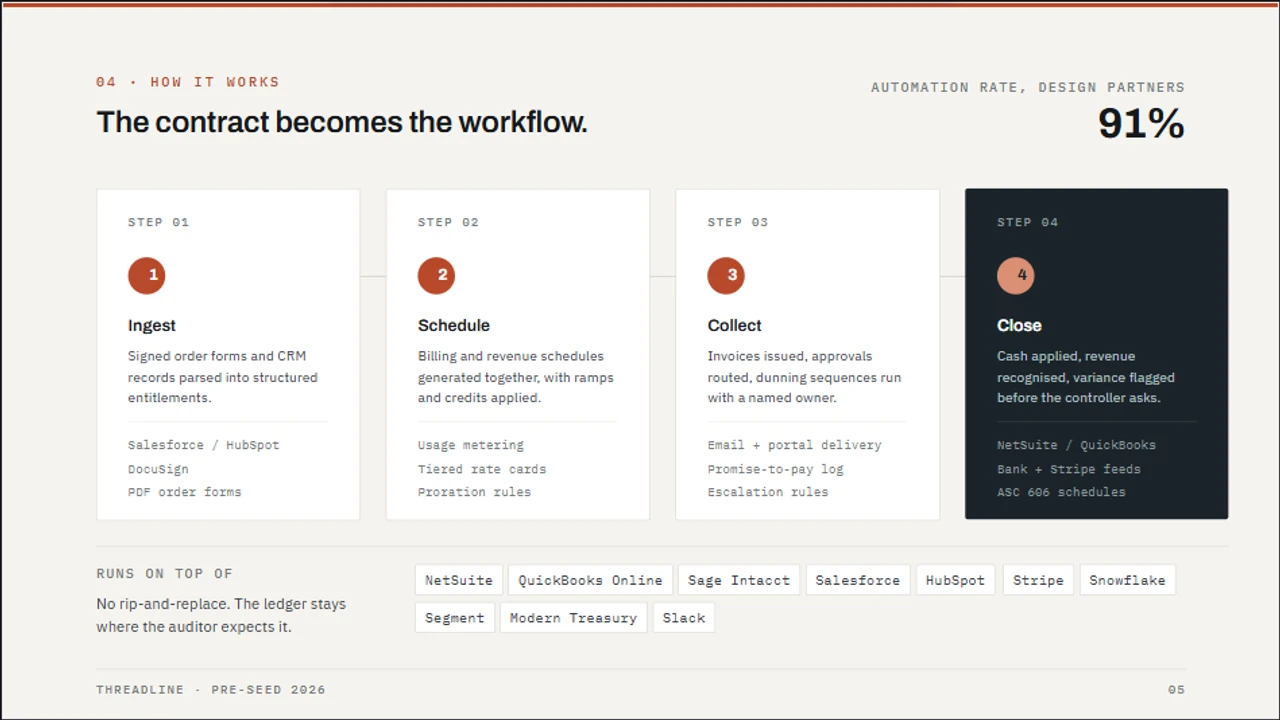 04 · HOW IT WORKS
The contract becomes the workflow.
AUTOMATION RATE, DESIGN PARTNERS
91%
STEP 01
1
Ingest
Signed order forms and CRM
records parsed into structured
entitlements.
Salesforce / HubSpot
DocuSign
PDF order forms
STEP 02
2
Schedule
Billing and revenue schedules
generated together, with ramps
and credits applied.
Usage metering
Tiered rate cards
Proration rules
STEP 03
3
Collect
Invoices issued, approvals
routed, dunning sequences run
with a named owner.
Email + portal delivery
Promise-to-pay log
Escalation rules
STEP 04
4
Close
Cash applied, revenue
recognised, variance flagged
before the controller asks.
NetSuite / QuickBooks
Bank + Stripe feeds
ASC 606 schedules
RUNS ON TOP OF
No rip-and-replace. The ledger stays
where the auditor expects it.
NetSuite QuickBooks Online Sage Intacct Salesforce HubSpot Stripe Snowflake
Segment Modern Treasury Slack
THREADLINE · PRE-SEED 2026
05